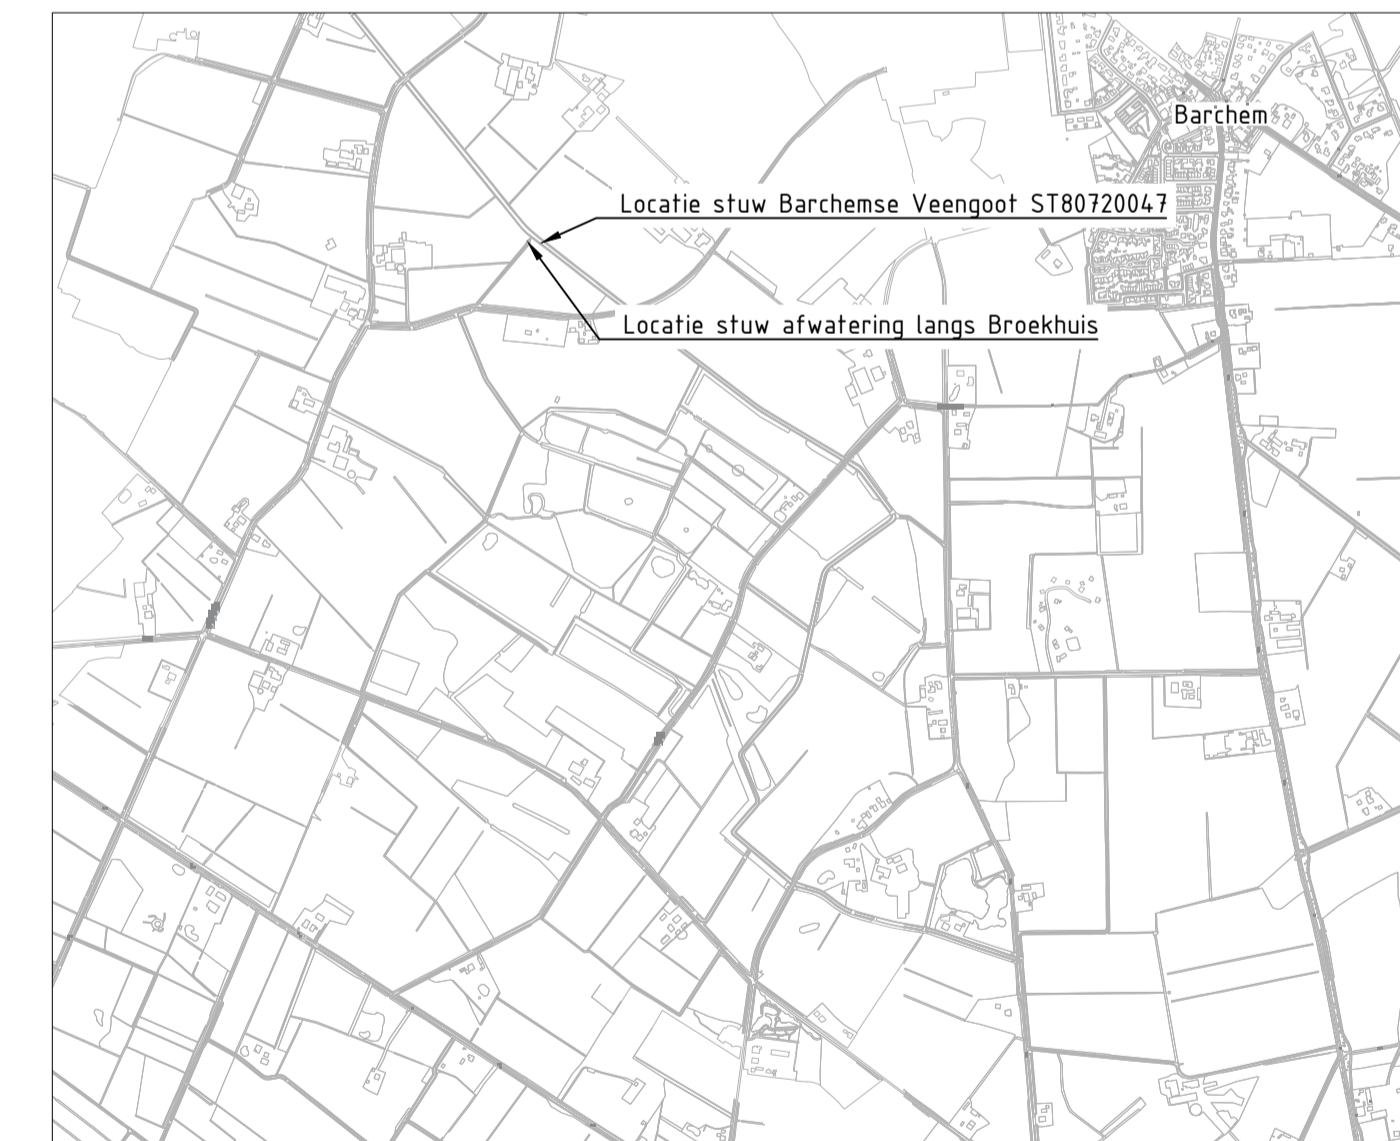 Barchem
Locatie stuw Barchemse Veengoot ST80720047
Locatie stuw afwatering langs Broekhuis